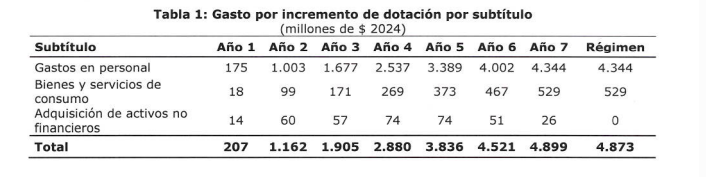 Tabla 1: Gasto por incremento de dotación por subtítulo
(millones de $ 2024)
Subtítulo Año 1 Año 2 Año 3 Año 4 Año 5 Año 6 Año 7 Régimen
Gastos en personal 175 1.003 1.677 2.537 3.389 4.002 4.344 4.344
Bienes y servicios de
consumo 18 99 171 269 373 467 529 529
Adquisición de activos no
financieros 14 60 57 74 74 51 26 0
Total 207 1.162 1.905 2.880 3.836 4.521 4.899 4.873